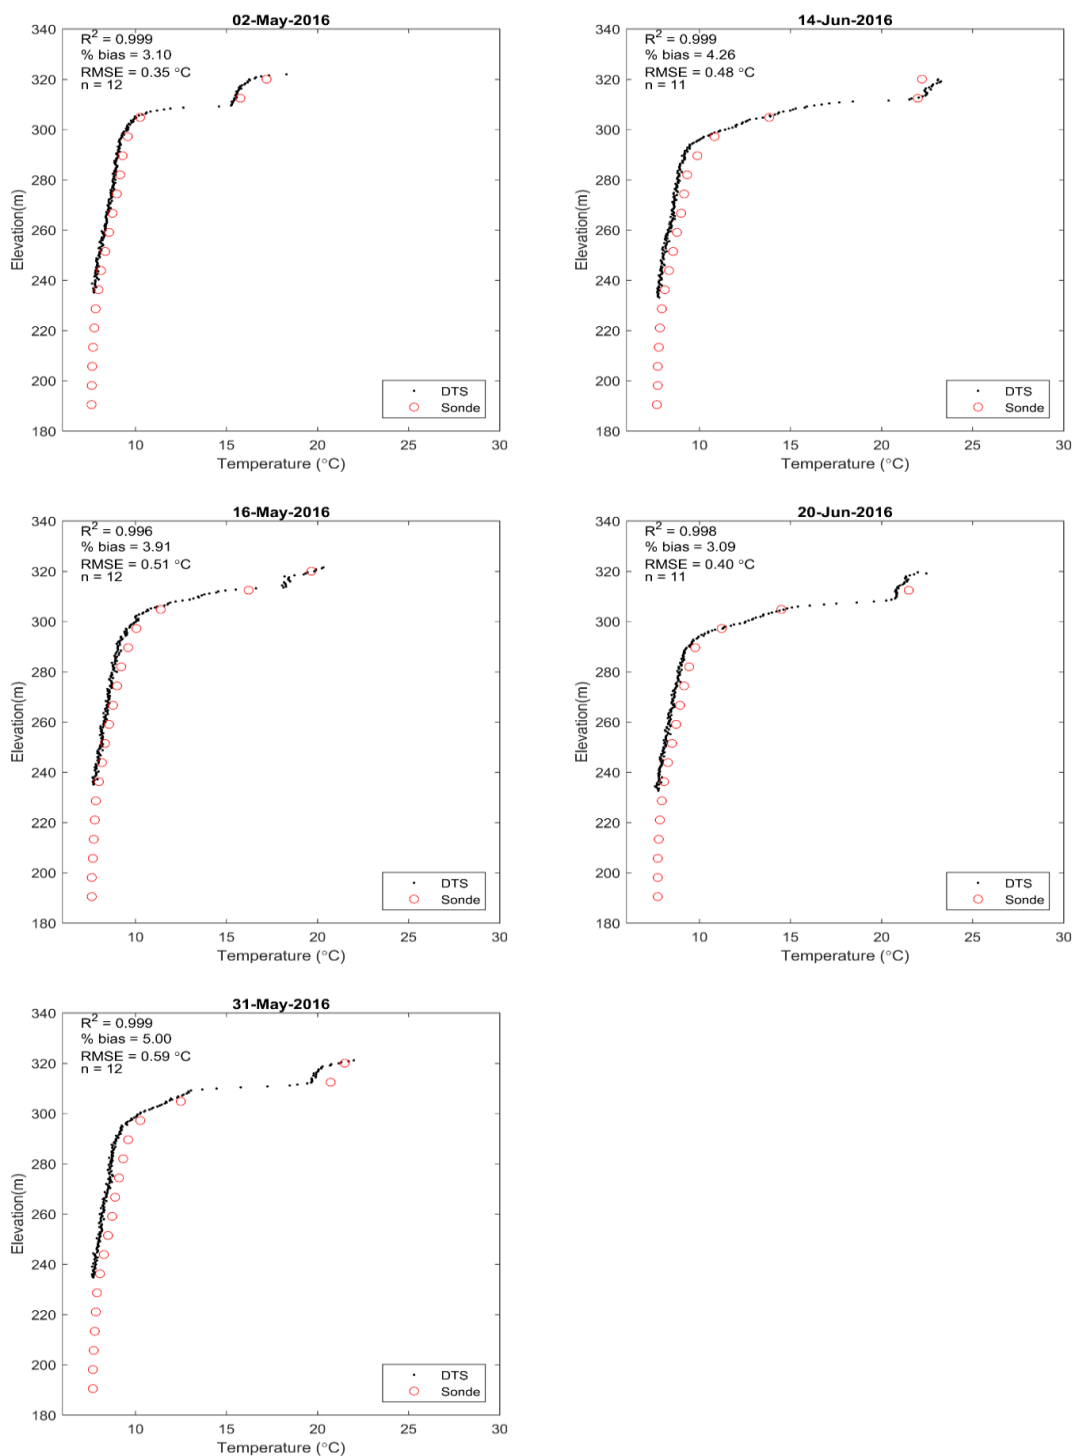 02-May-2016
R² = 0.999
% bias = 3.10
RMSE = 0.35 °C
n = 12
340
320
300
280
260
240
220
200
180
Elevation(m)
DTS
Sonde
10 15 20 25 30
Temperature (°C)
14-Jun-2016
R² = 0.999
% bias = 4.26
RMSE = 0.48 °C
n = 11
340
320
300
280
260
240
220
200
180
Elevation(m)
DTS
Sonde
10 15 20 25 30
Temperature (°C)
16-May-2016
R² = 0.996
% bias = 3.91
RMSE = 0.51 °C
n = 12
340
320
300
280
260
240
220
200
180
Elevation(m)
DTS
Sonde
10 15 20 25 30
Temperature (°C)
20-Jun-2016
R² = 0.998
% bias = 3.09
RMSE = 0.40 °C
n = 11
340
320
300
280
260
240
220
200
180
Elevation(m)
DTS
Sonde
10 15 20 25 30
Temperature (°C)
31-May-2016
R² = 0.999
% bias = 5.00
RMSE = 0.59 °C
n = 12
340
320
300
280
260
240
220
200
180
Elevation(m)
DTS
Sonde
10 15 20 25 30
Temperature (°C)